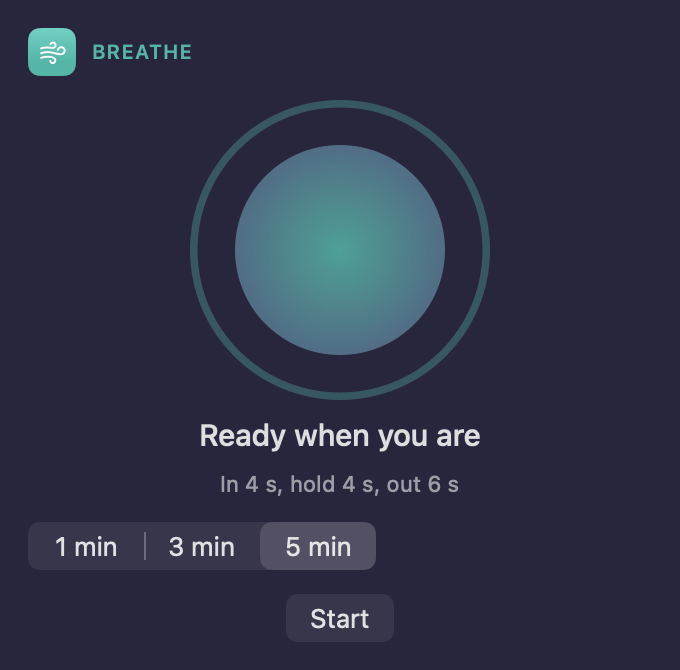 BREATHE
Ready when you are
In 4 s, hold 4 s, out 6 s
1 min 3 min 5 min
Start